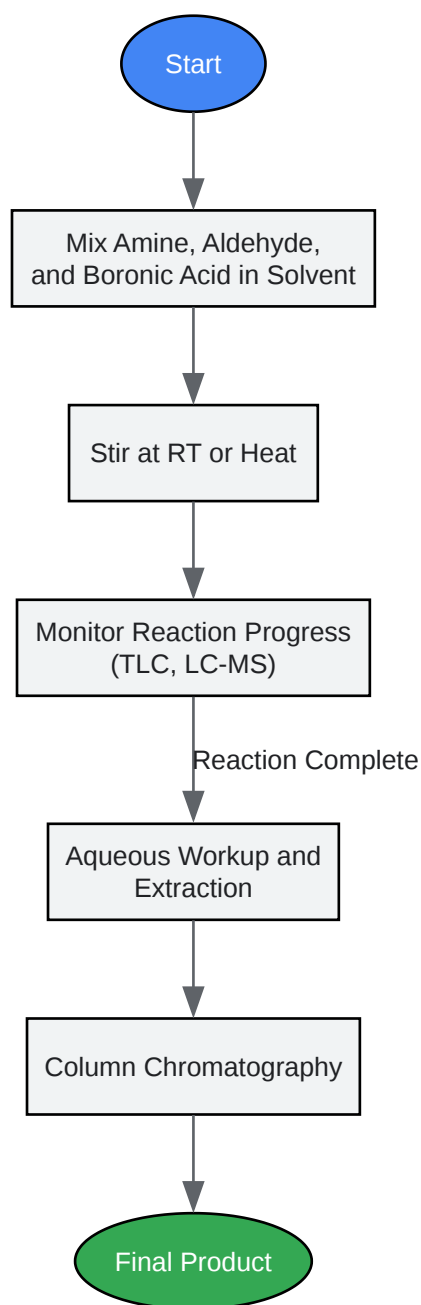 Start
Mix Amine, Aldehyde,
and Boronic Acid in Solvent
Stir at RT or Heat
Monitor Reaction Progress
(TLC, LC-MS)
Reaction Complete
Aqueous Workup and
Extraction
Column Chromatography
Final Product